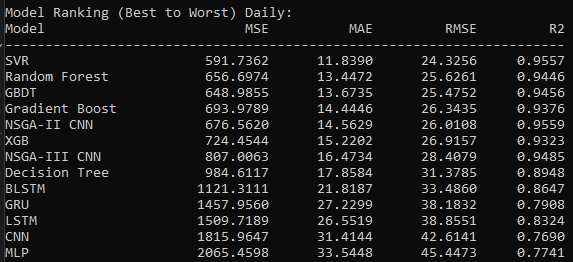 Model Ranking (Best to Worst) Daily:
Model MSE MAE RMSE R2
--------------------------------------------------------------------------------
SVR 591.7362 11.8390 24.3256 0.9557
Random Forest 656.6974 13.4472 25.6261 0.9446
GBDT 648.9855 13.6735 25.4752 0.9456
Gradient Boost 693.9789 14.4446 26.3435 0.9376
NSGA-II CNN 676.5620 14.5629 26.0108 0.9559
XGB 724.4544 15.2202 26.9157 0.9323
NSGA-III CNN 807.0063 16.4734 28.4079 0.9485
Decision Tree 984.6117 17.8584 31.3785 0.8948
BLSTM 1121.3111 21.8187 33.4860 0.8647
GRU 1457.9560 27.2299 38.1832 0.7908
LSTM 1509.7189 26.5519 38.8551 0.8324
CNN 1815.9647 31.4144 42.6141 0.7690
MLP 2065.4598 33.5448 45.4473 0.7741